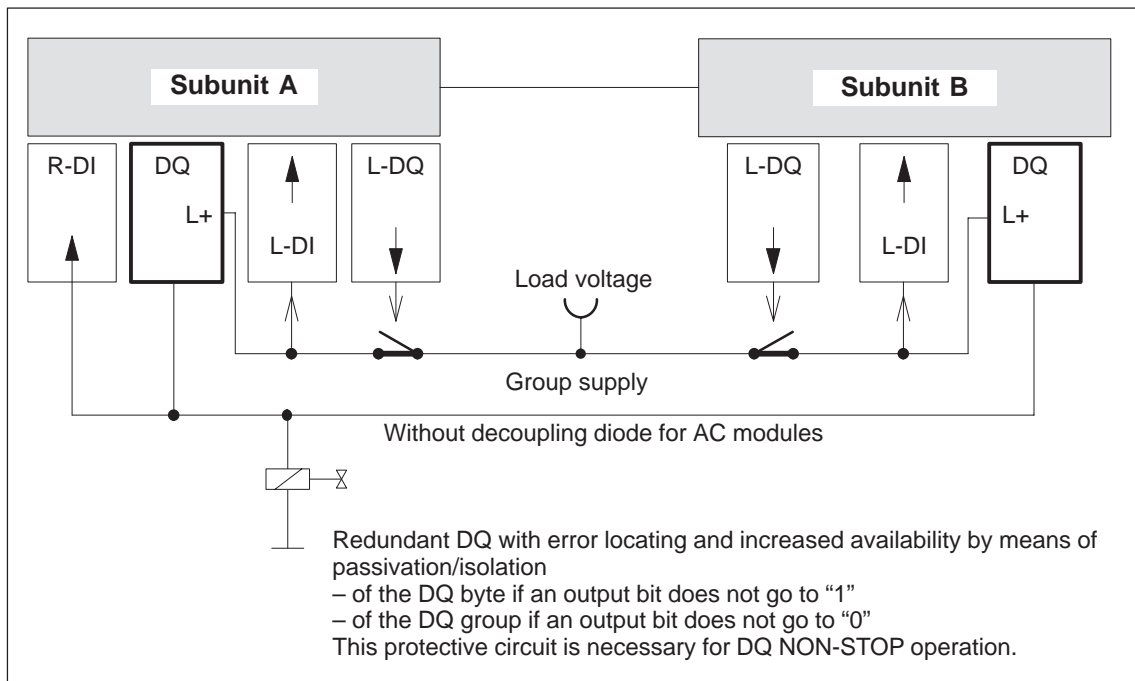 Subunit A
Subunit B
R-DI
DQ
L-DQ
L-DQ
DQ
L+
L-DI
L-DI
L+
Load voltage
Group supply
Without decoupling diode for AC modules
Redundant DQ with error locating and increased availability by means of
passivation/isolation
– of the DQ byte if an output bit does not go to “1”
– of the DQ group if an output bit does not go to “0”
This protective circuit is necessary for DQ NON-STOP operation.